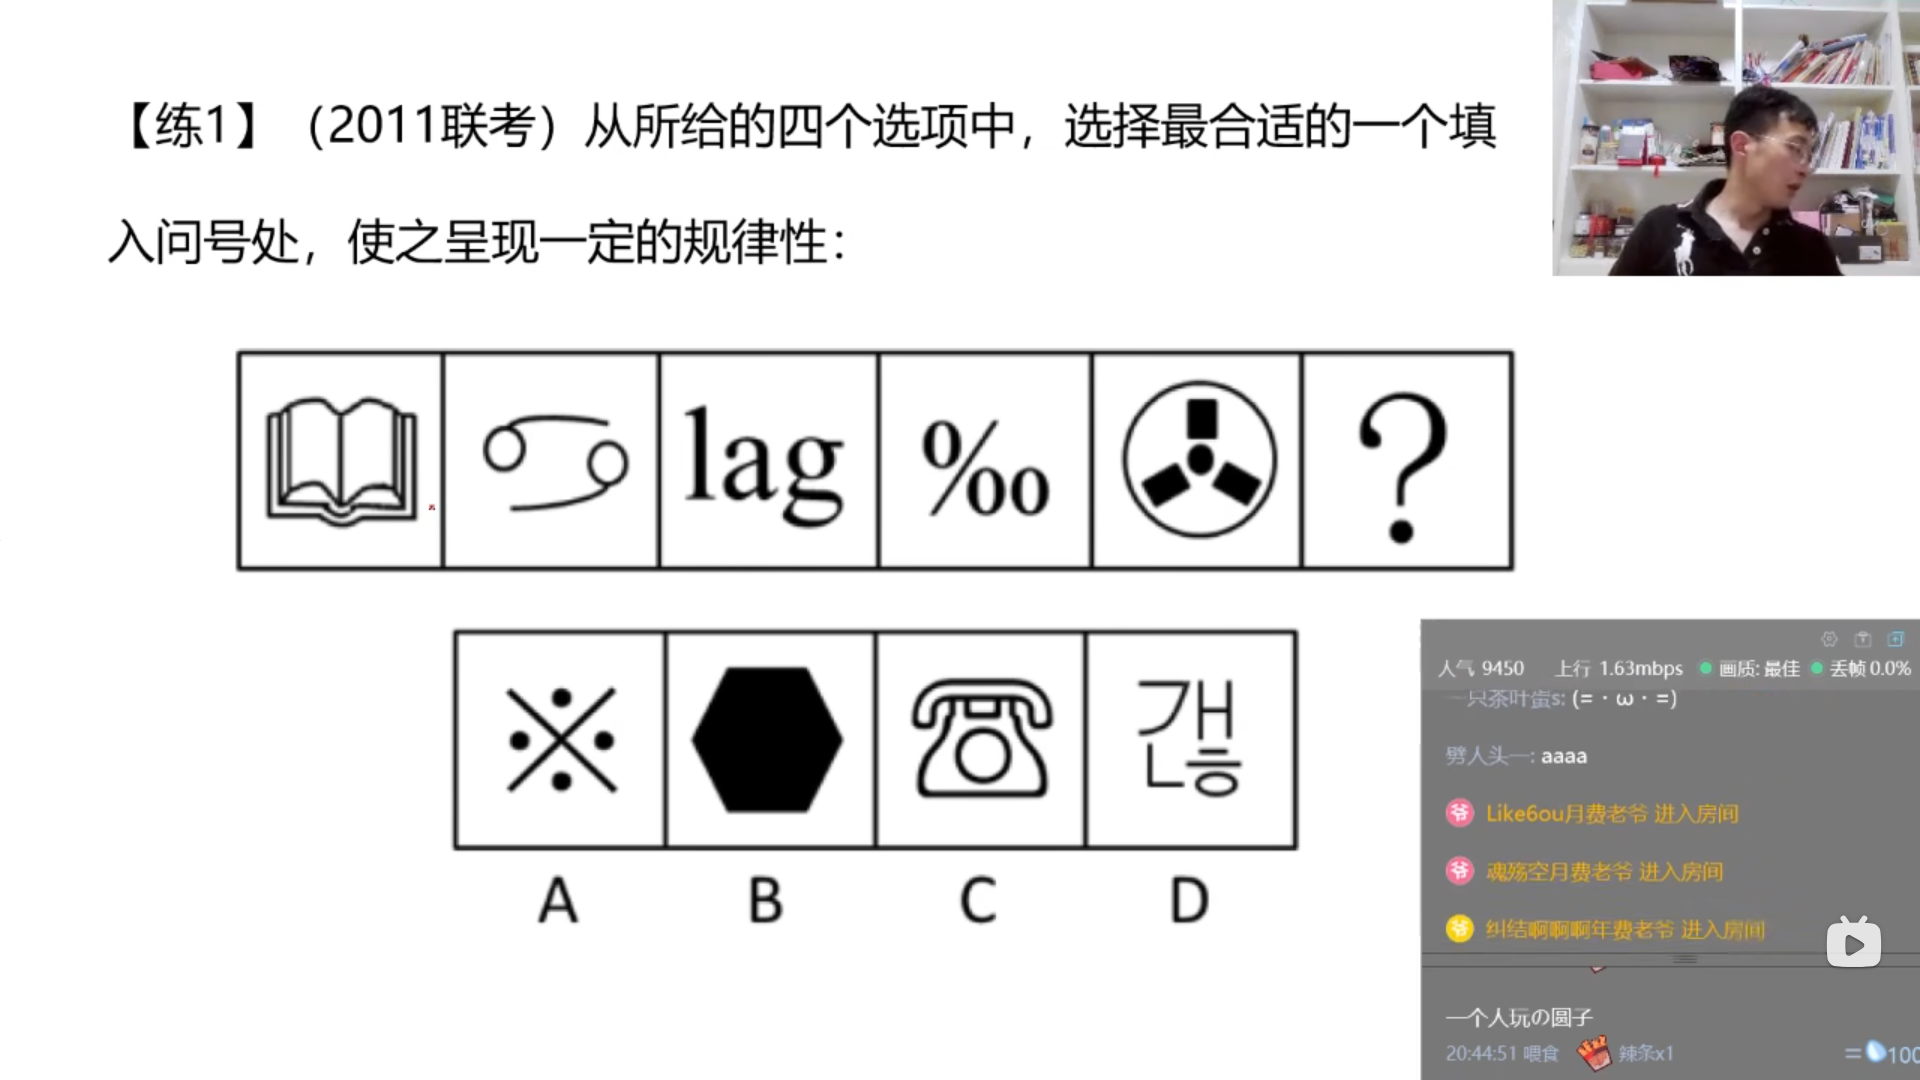 【练1】（2011联考）从所给的四个选项中，选择最合适的一个填
入问号处，使之呈现一定的规律性：
lag
‰
?
※
갢
A
B
C
D
人气 9450 上行 1.63mbps 画质: 最佳 丢帧 0.0%
一只茶叶蛋s: (=・ω・=)
劈人头一: aaaa
爷 Like6ou月费老爷 进入房间
爷 魂殇空月费老爷 进入房间
爷 纠结啊啊啊年费老爷 进入房间
一个人玩の圆子
20:44:51 喂食 辣条x1 =100